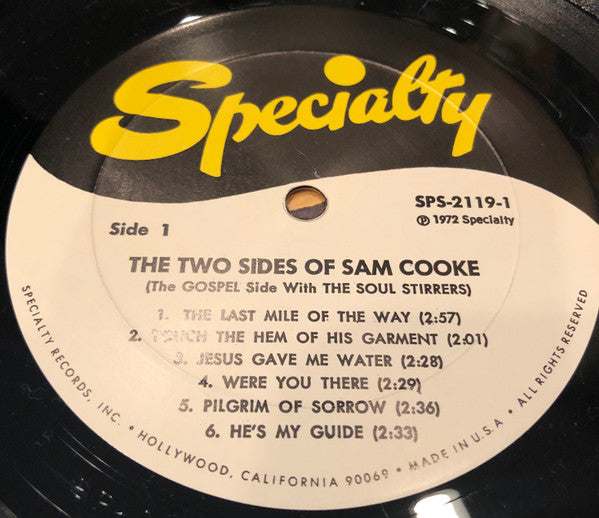 Specialty
SPS-2119-1
Side 1
℗ 1972 Specialty
THE TWO SIDES OF SAM COOKE
(The GOSPEL Side With THE SOUL STIRRERS)
1. THE LAST MILE OF THE WAY (2:57)
2. TOUCH THE HEM OF HIS GARMENT (2:01)
3. JESUS GAVE ME WATER (2:28)
4. WERE YOU THERE (2:29)
5. PILGRIM OF SORROW (2:36)
6. HE'S MY GUIDE (2:33)
SPECIALTY RECORDS, INC. • HOLLYWOOD, CALIFORNIA 90069 • MADE IN U.S.A. • ALL RIGHTS RESERVED